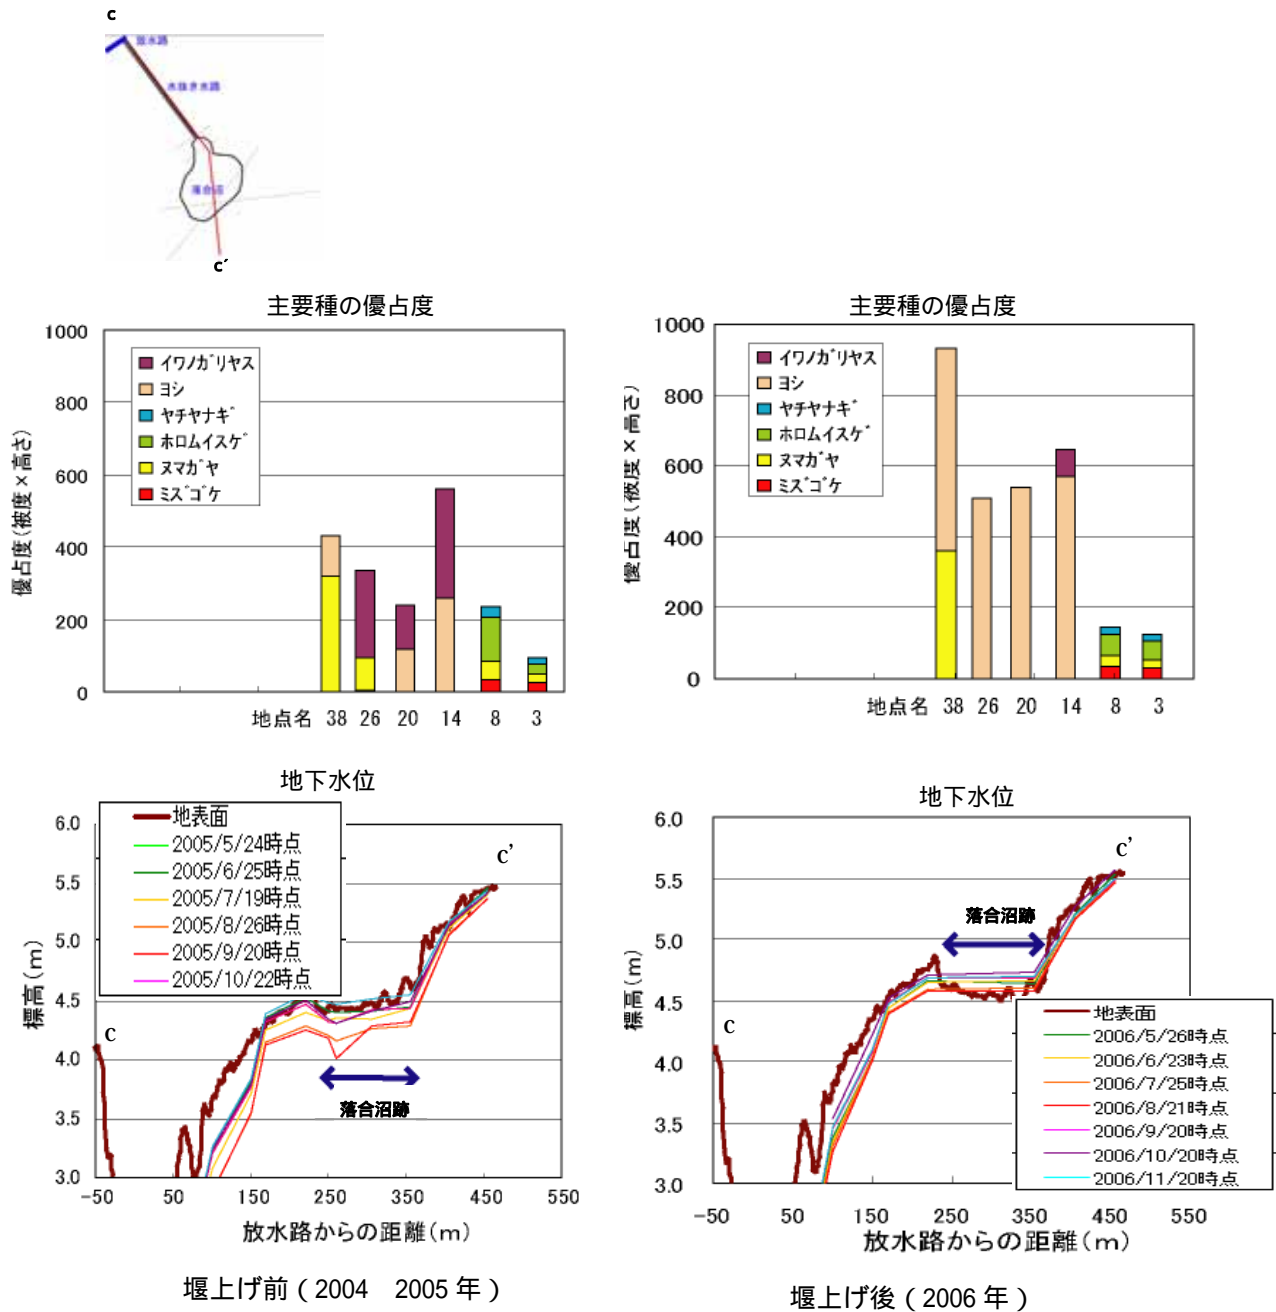 c
放水路
水抜き水路
落合沼
c´
主要種の優占度
1000
800
600
400
200
0
優占度(被度×高さ)
イワノガリヤス
ヨシ
ヤチヤナギ
ホロムイスゲ
ヌマガヤ
ミズゴケ
地点名 38 26 20 14 8 3
主要種の優占度
1000
800
600
400
200
0
優占度(被度×高さ)
イワノガリヤス
ヨシ
ヤチヤナギ
ホロムイスゲ
ヌマガヤ
ミズゴケ
地点名 38 26 20 14 8 3
地下水位
6.0
5.5
5.0
4.5
4.0
3.5
3.0
標高(m)
地表面
2005/5/24時点
2005/6/25時点
2005/7/19時点
2005/8/26時点
2005/9/20時点
2005/10/22時点
C
C’
落合沼跡
-50 50 150 250 350 450 550
放水路からの距離(m)
堰上げ前(2004 2005年)
地下水位
6.0
5.5
5.0
4.5
4.0
3.5
3.0
標高(m)
C
C’
落合沼跡
地表面
2006/5/26時点
2006/6/23時点
2006/7/25時点
2006/8/21時点
2006/9/20時点
2006/10/20時点
2006/11/20時点
-50 50 150 250 350 450 550
放水路からの距離(m)
堰上げ後(2006年)